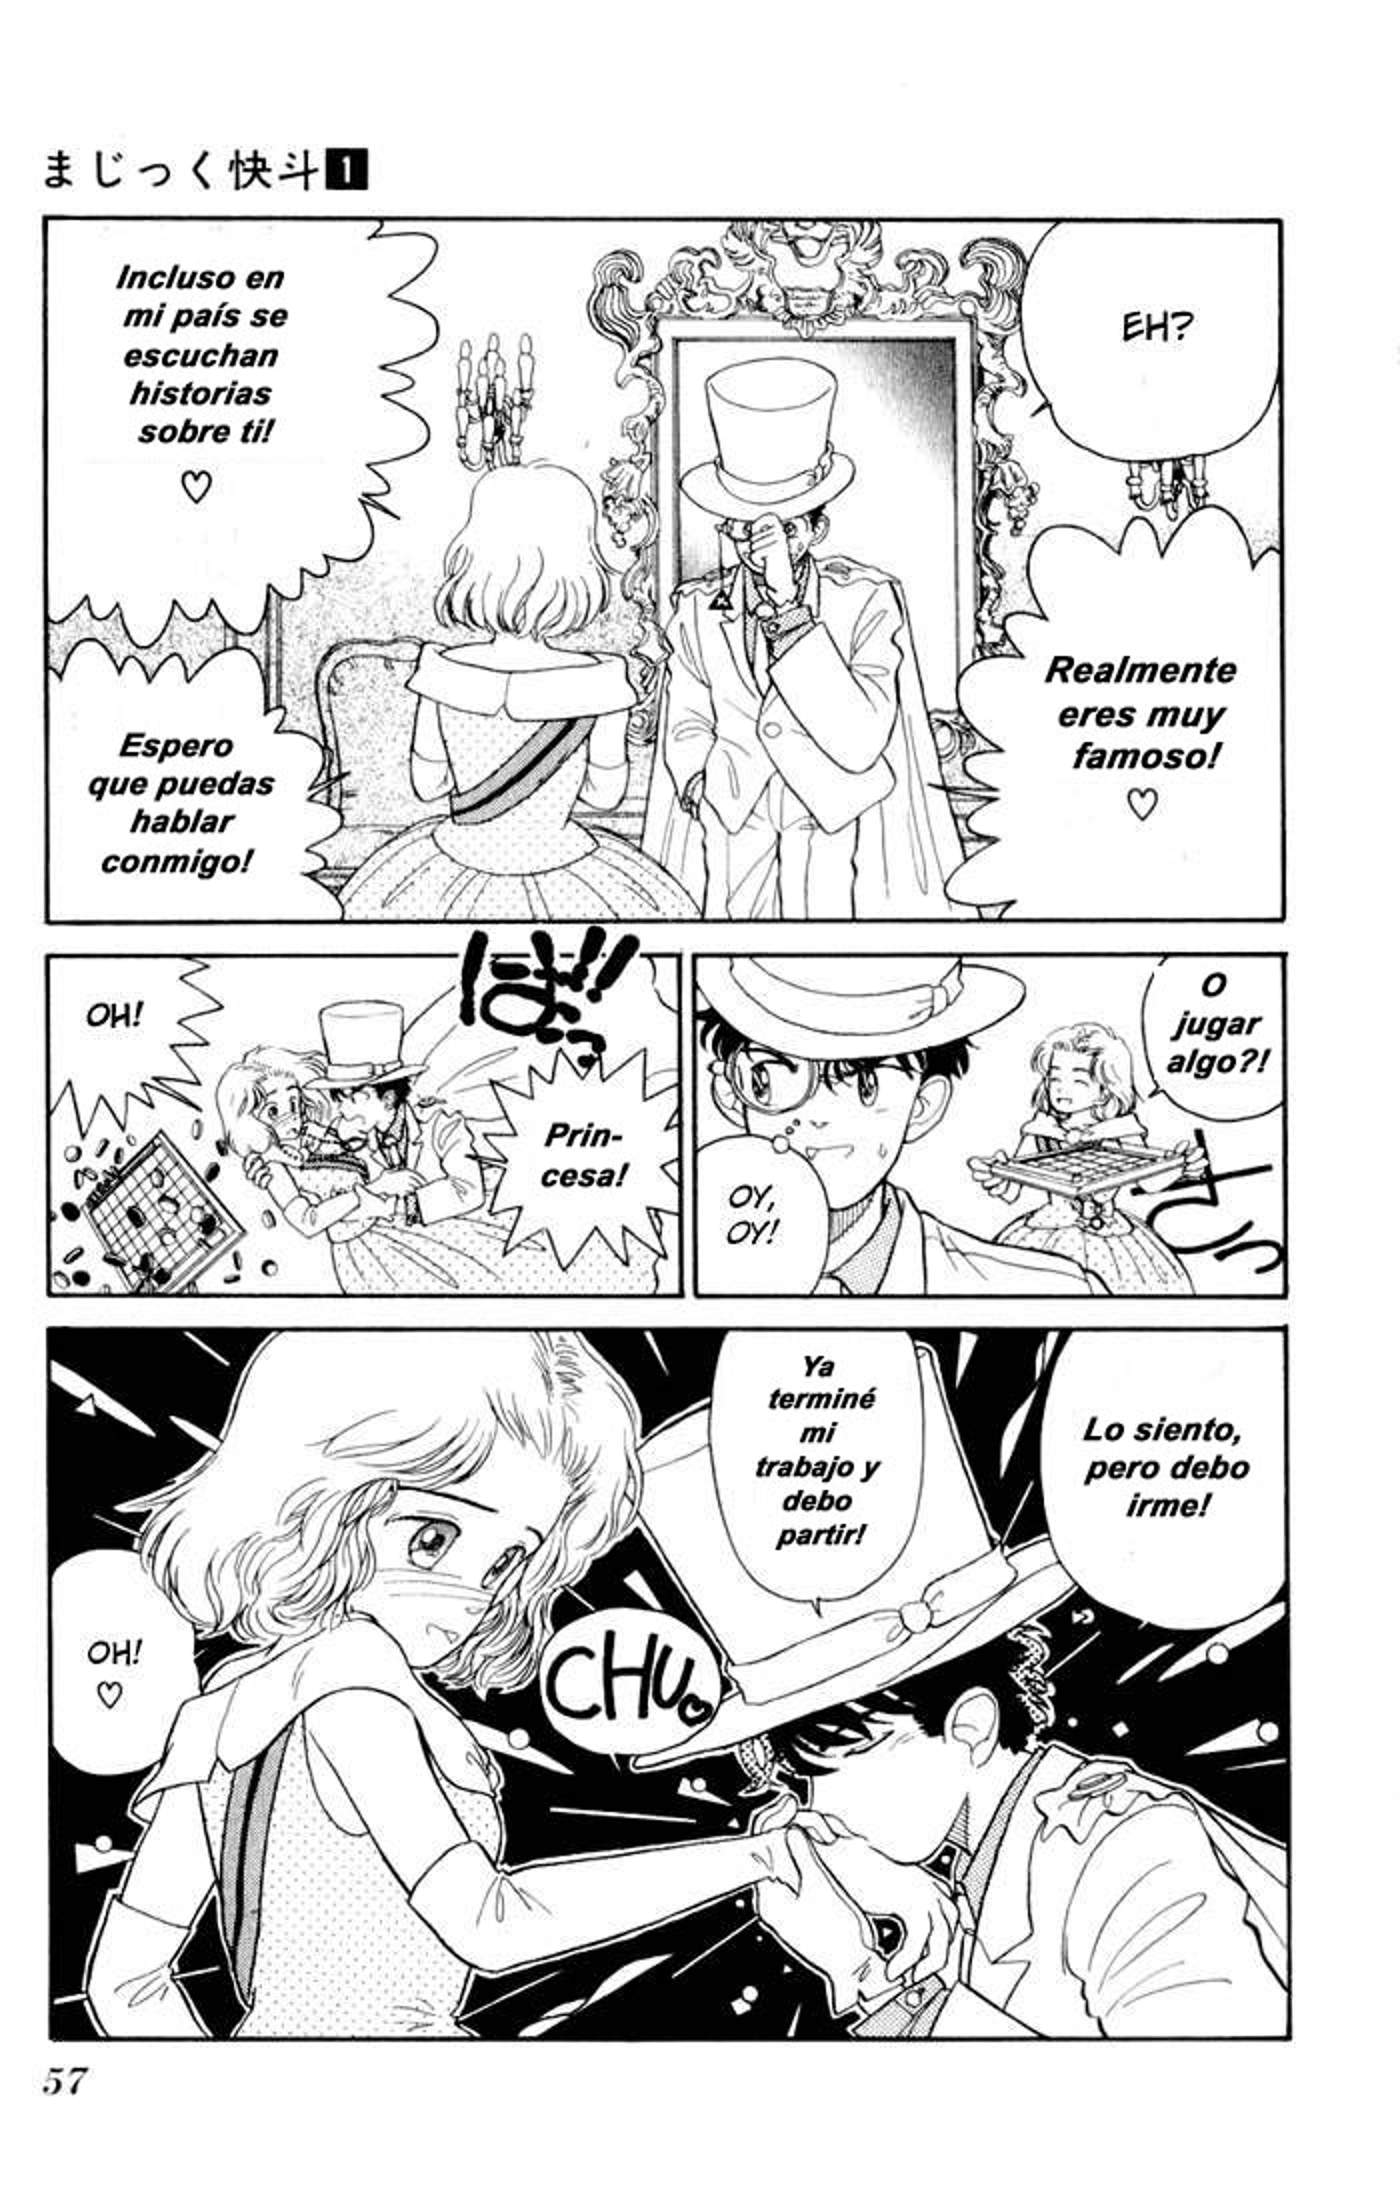 まじっく快斗1
EH?
Realmente
eres muy
famoso!
♡
Incluso en
mi país se
escuchan
historias
sobre ti!
♡
Espero
que puedas
hablar
conmigo!
O
jugar
algo?!
OY,
OY!
Prin-
cesa!
OH!
Lo siento,
pero debo
irme!
Ya
terminé
mi
trabajo y
debo
partir!
CHU♡
OH!
♡
57